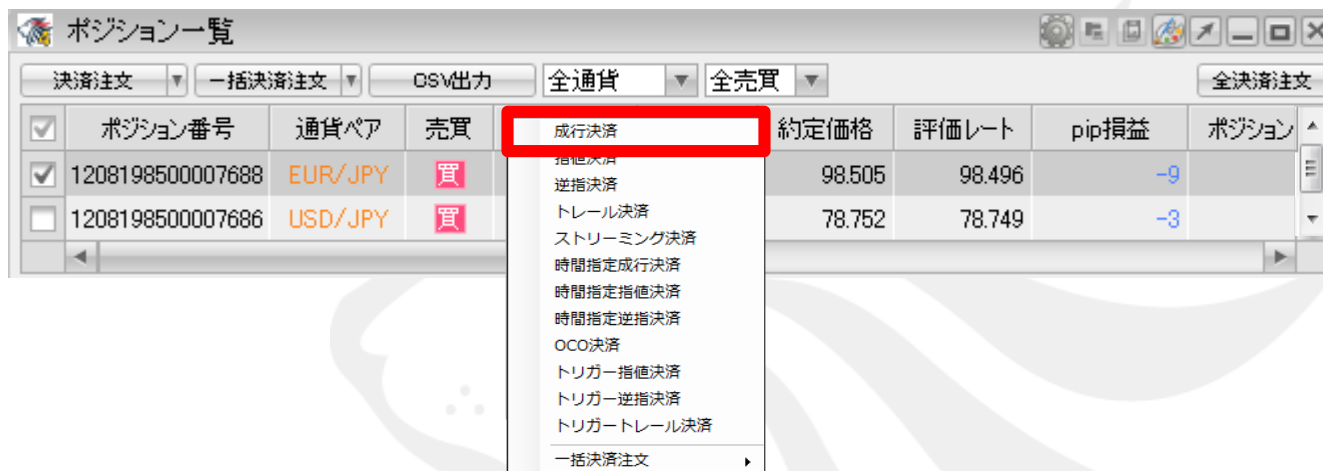 ポジション一覧
決済注文 一括決済注文 CSV出力 全通貨 全売買 全決済注文
ポジション番号 通貨ペア 売買 約定価格 評価レート pip損益 ポジション
1208198500007688 EUR/JPY 買 98.505 98.496 -9
1208198500007686 USD/JPY 買 78.752 78.749 -3
成行決済
指値決済
逆指決済
トレール決済
ストリーミング決済
時間指定成行決済
時間指定指値決済
時間指定逆指決済
OCO決済
トリガー指値決済
トリガー逆指決済
トリガートレール決済
一括決済注文